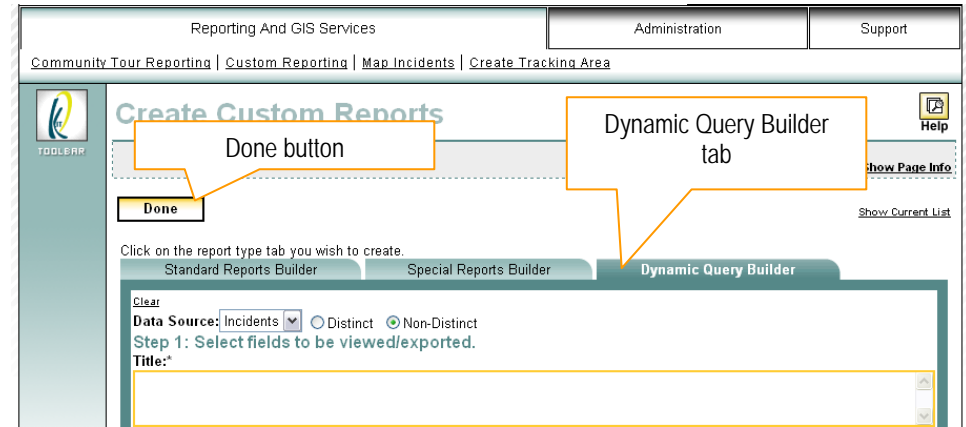 Reporting And GIS Services Administration Support
Community Tour Reporting | Custom Reporting | Map Incidents | Create Tracking Area
Create Custom Reports
Help
TOOLBAR
Done button
Dynamic Query Builder
tab
Show Page Info
Done
Show Current List
Click on the report type tab you wish to create.
Standard Reports Builder Special Reports Builder Dynamic Query Builder
Clear
Data Source: Incidents Distinct Non-Distinct
Step 1: Select fields to be viewed/exported.
Title:*